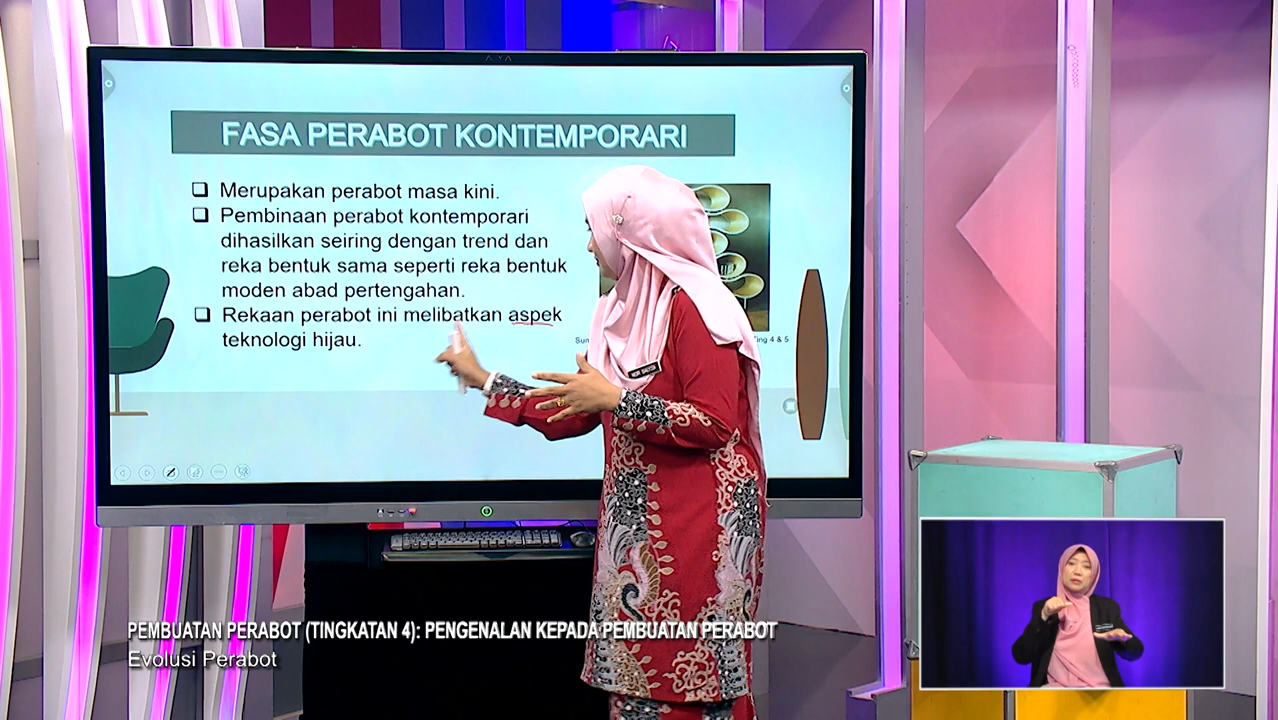 FASA PERABOT KONTEMPORARI
❑ Merupakan perabot masa kini.
❑ Pembinaan perabot kontemporari
dihasilkan seiring dengan trend dan
reka bentuk sama seperti reka bentuk
moden abad pertengahan.
❑ Rekaan perabot ini melibatkan aspek
teknologi hijau.
4 & 5
PEMBUATAN PERABOT (TINGKATAN 4): PENGENALAN KEPADA PEMBUATAN PERABOT
Evolusi Perabot